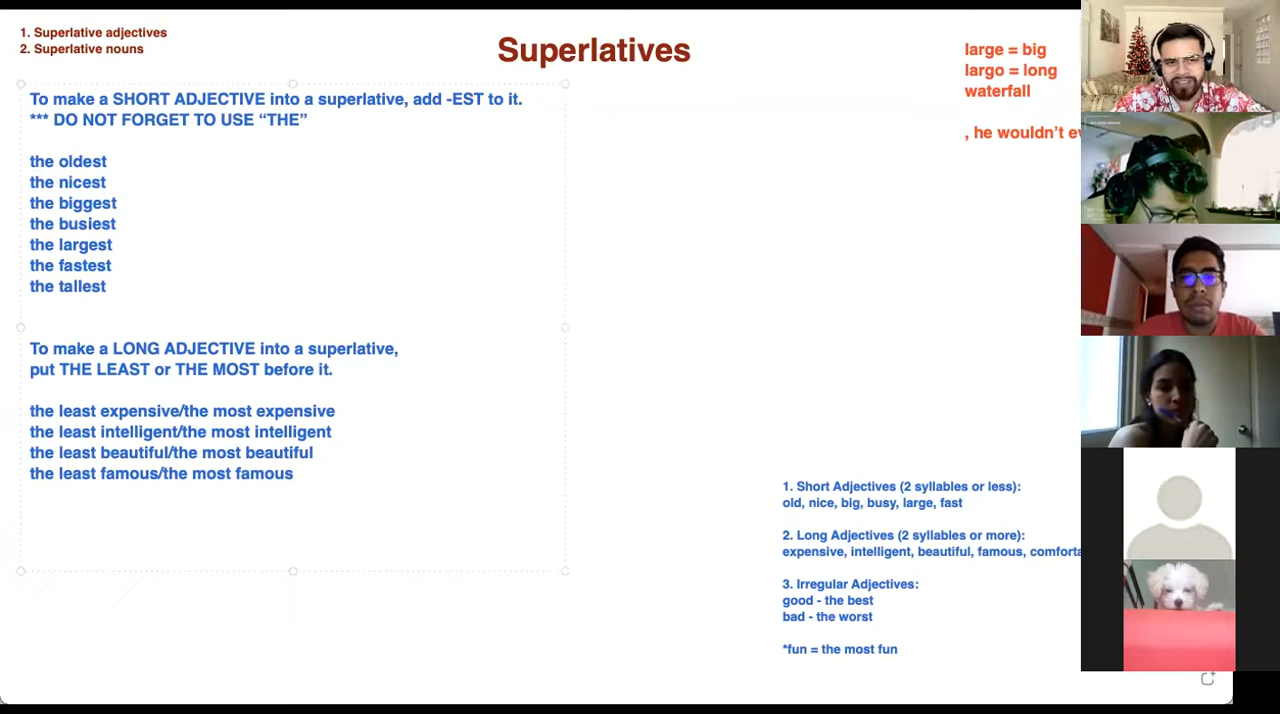 1. Superlative adjectives
2. Superlative nouns
Superlatives
large = big
largo = long
waterfall
, he wouldn't ev
To make a SHORT ADJECTIVE into a superlative, add -EST to it.
*** DO NOT FORGET TO USE “THE”
the oldest
the nicest
the biggest
the busiest
the largest
the fastest
the tallest
To make a LONG ADJECTIVE into a superlative,
put THE LEAST or THE MOST before it.
the least expensive/the most expensive
the least intelligent/the most intelligent
the least beautiful/the most beautiful
the least famous/the most famous
1. Short Adjectives (2 syllables or less):
old, nice, big, busy, large, fast
2. Long Adjectives (2 syllables or more):
expensive, intelligent, beautiful, famous, comforta
3. Irregular Adjectives:
good - the best
bad - the worst
*fun = the most fun